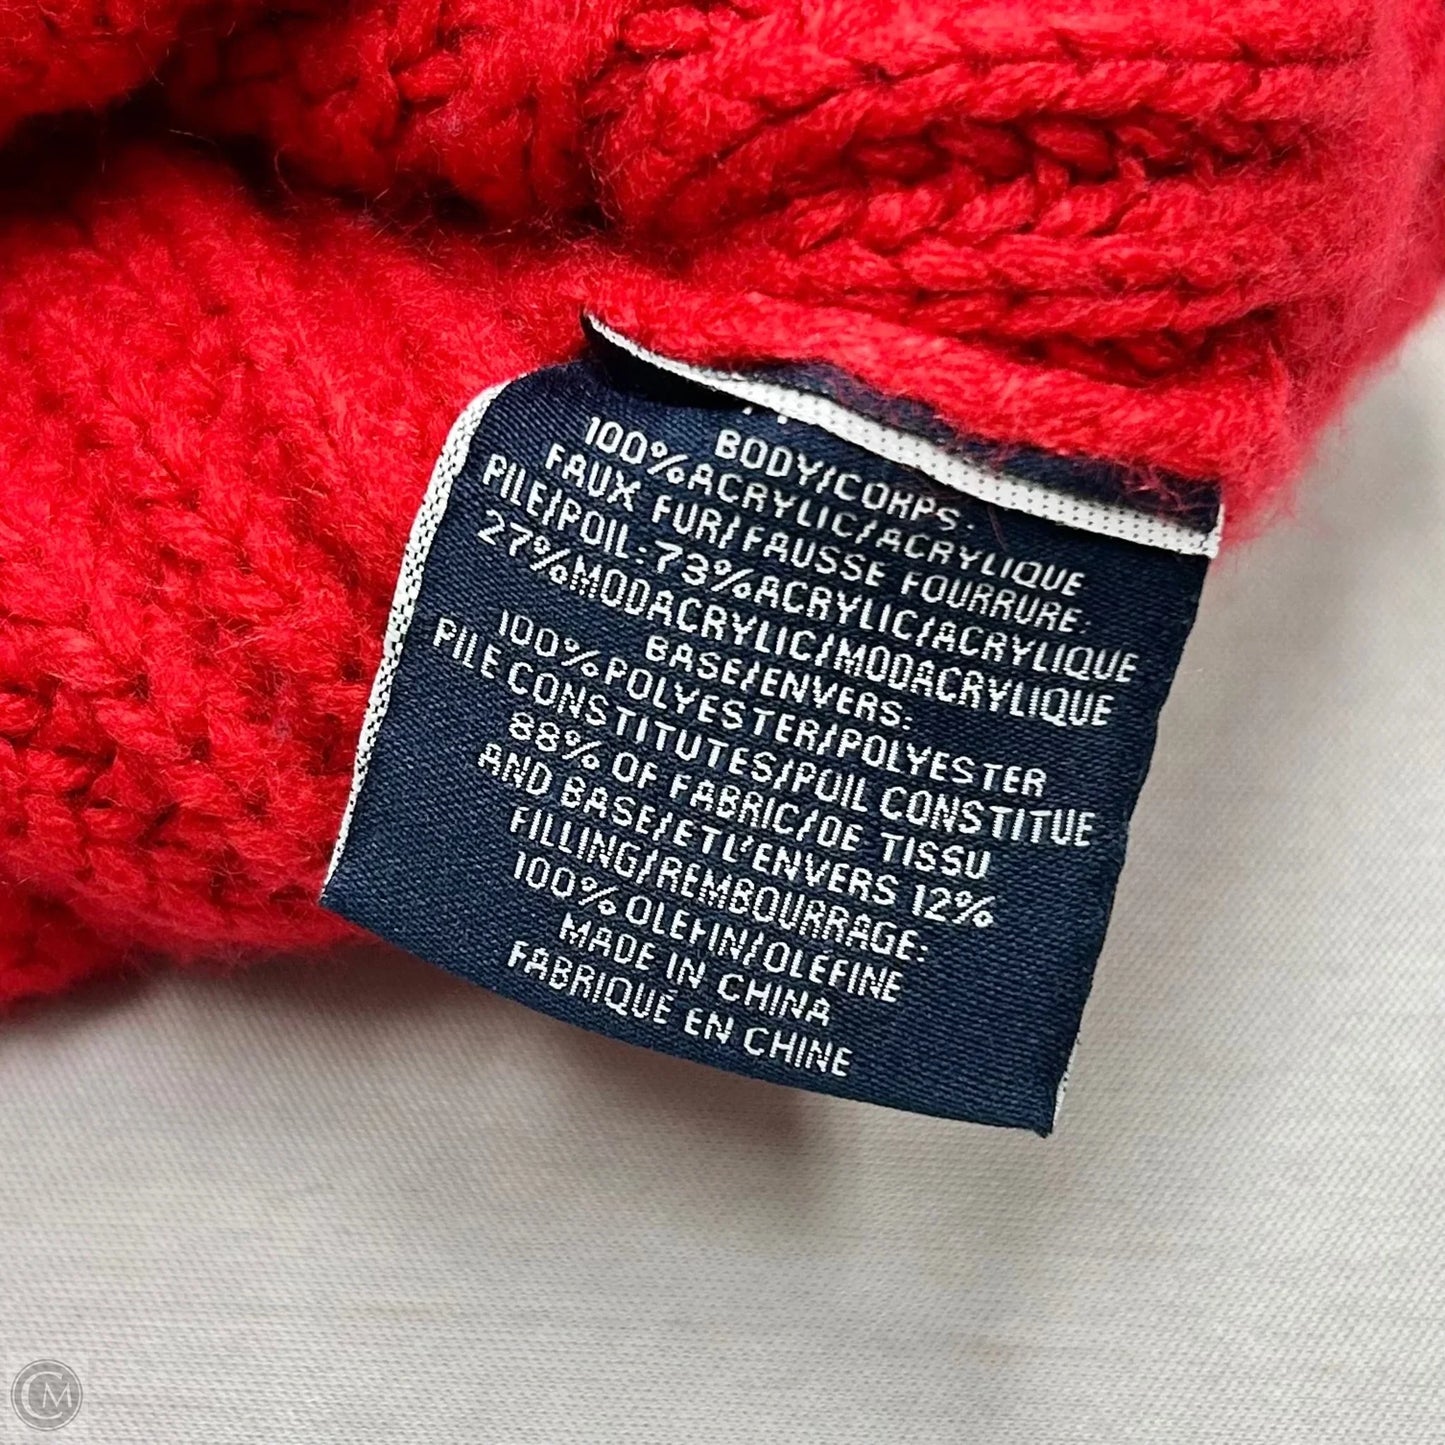 BODY/CORPS:
100%ACRYLIC/ACRYLIQUE
FAUX FUR/FAUSSE FOURRURE:
PILE/POIL:73%ACRYLIC/ACRYLIQUE
27%MODACRYLIC/MODACRYLIQUE
BASE/ENVERS:
100%POLYESTER/POLYESTER
PILE CONSTITUTES/POIL CONSTITUE
88% OF FABRIC/DE TISSU
AND BASE/ETL'ENVERS 12%
FILLING/REMBOURRAGE:
100%OLEFIN/OLEFINE
MADE IN CHINA
FABRIQUE EN CHINE
CM